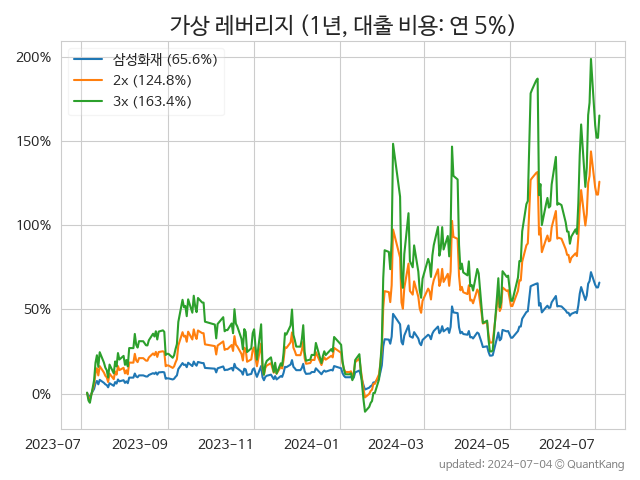 가상 레버리지 (1년, 대출 비용: 연 5%)
삼성화재 (65.6%)
2x (124.8%)
3x (163.4%)
200%
150%
100%
50%
0%
2023-07
2023-09
2023-11
2024-01
2024-03
2024-05
2024-07
updated: 2024-07-04 © QuantKang